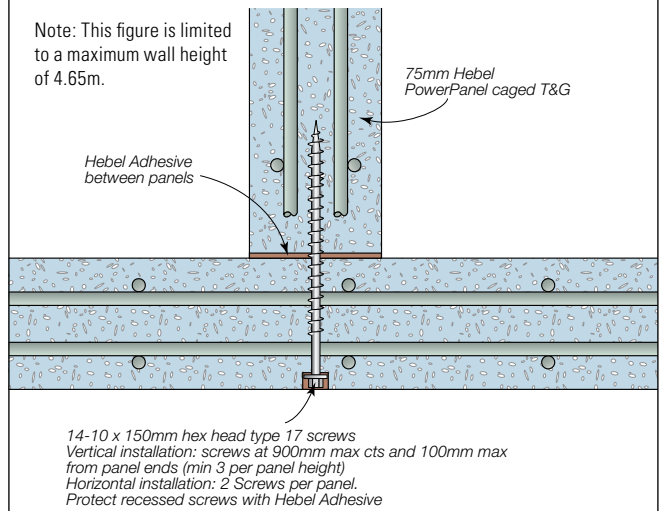 Note: This figure is limited
to a maximum wall height
of 4.65m.
75mm Hebel
PowerPanel caged T&G
Hebel Adhesive
between panels
14-10 x 150mm hex head type 17 screws
Vertical installation: screws at 900mm max cts and 100mm max
from panel ends (min 3 per panel height)
Horizontal installation: 2 Screws per panel.
Protect recessed screws with Hebel Adhesive